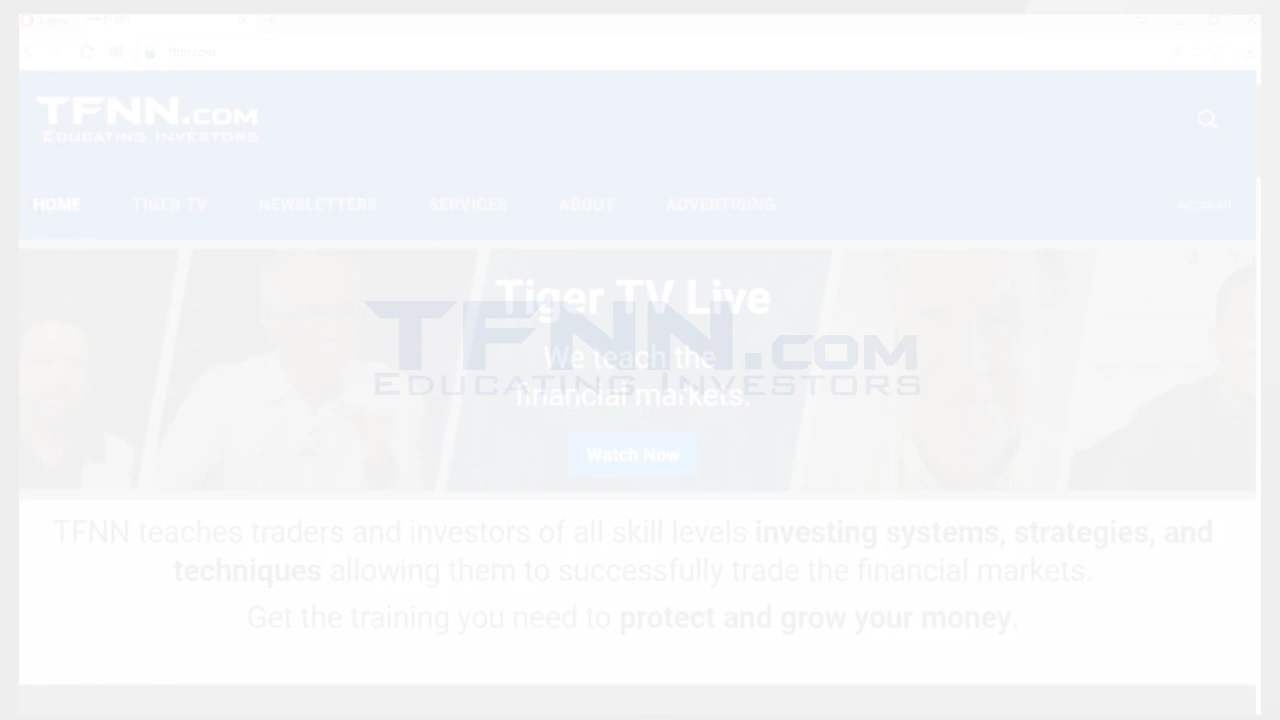 TFNN
tfnn.com
TFNN.COM
EDUCATING INVESTORS
HOME TIGER TV NEWSLETTERS SERVICES ABOUT ADVERTISING Account
Tiger TV Live
TFNN.COM
We teach the
EDUCATING INVESTORS
financial markets.
Watch Now
TFNN teaches traders and investors of all skill levels investing systems, strategies, and
techniques allowing them to successfully trade the financial markets.
Get the training you need to protect and grow your money.